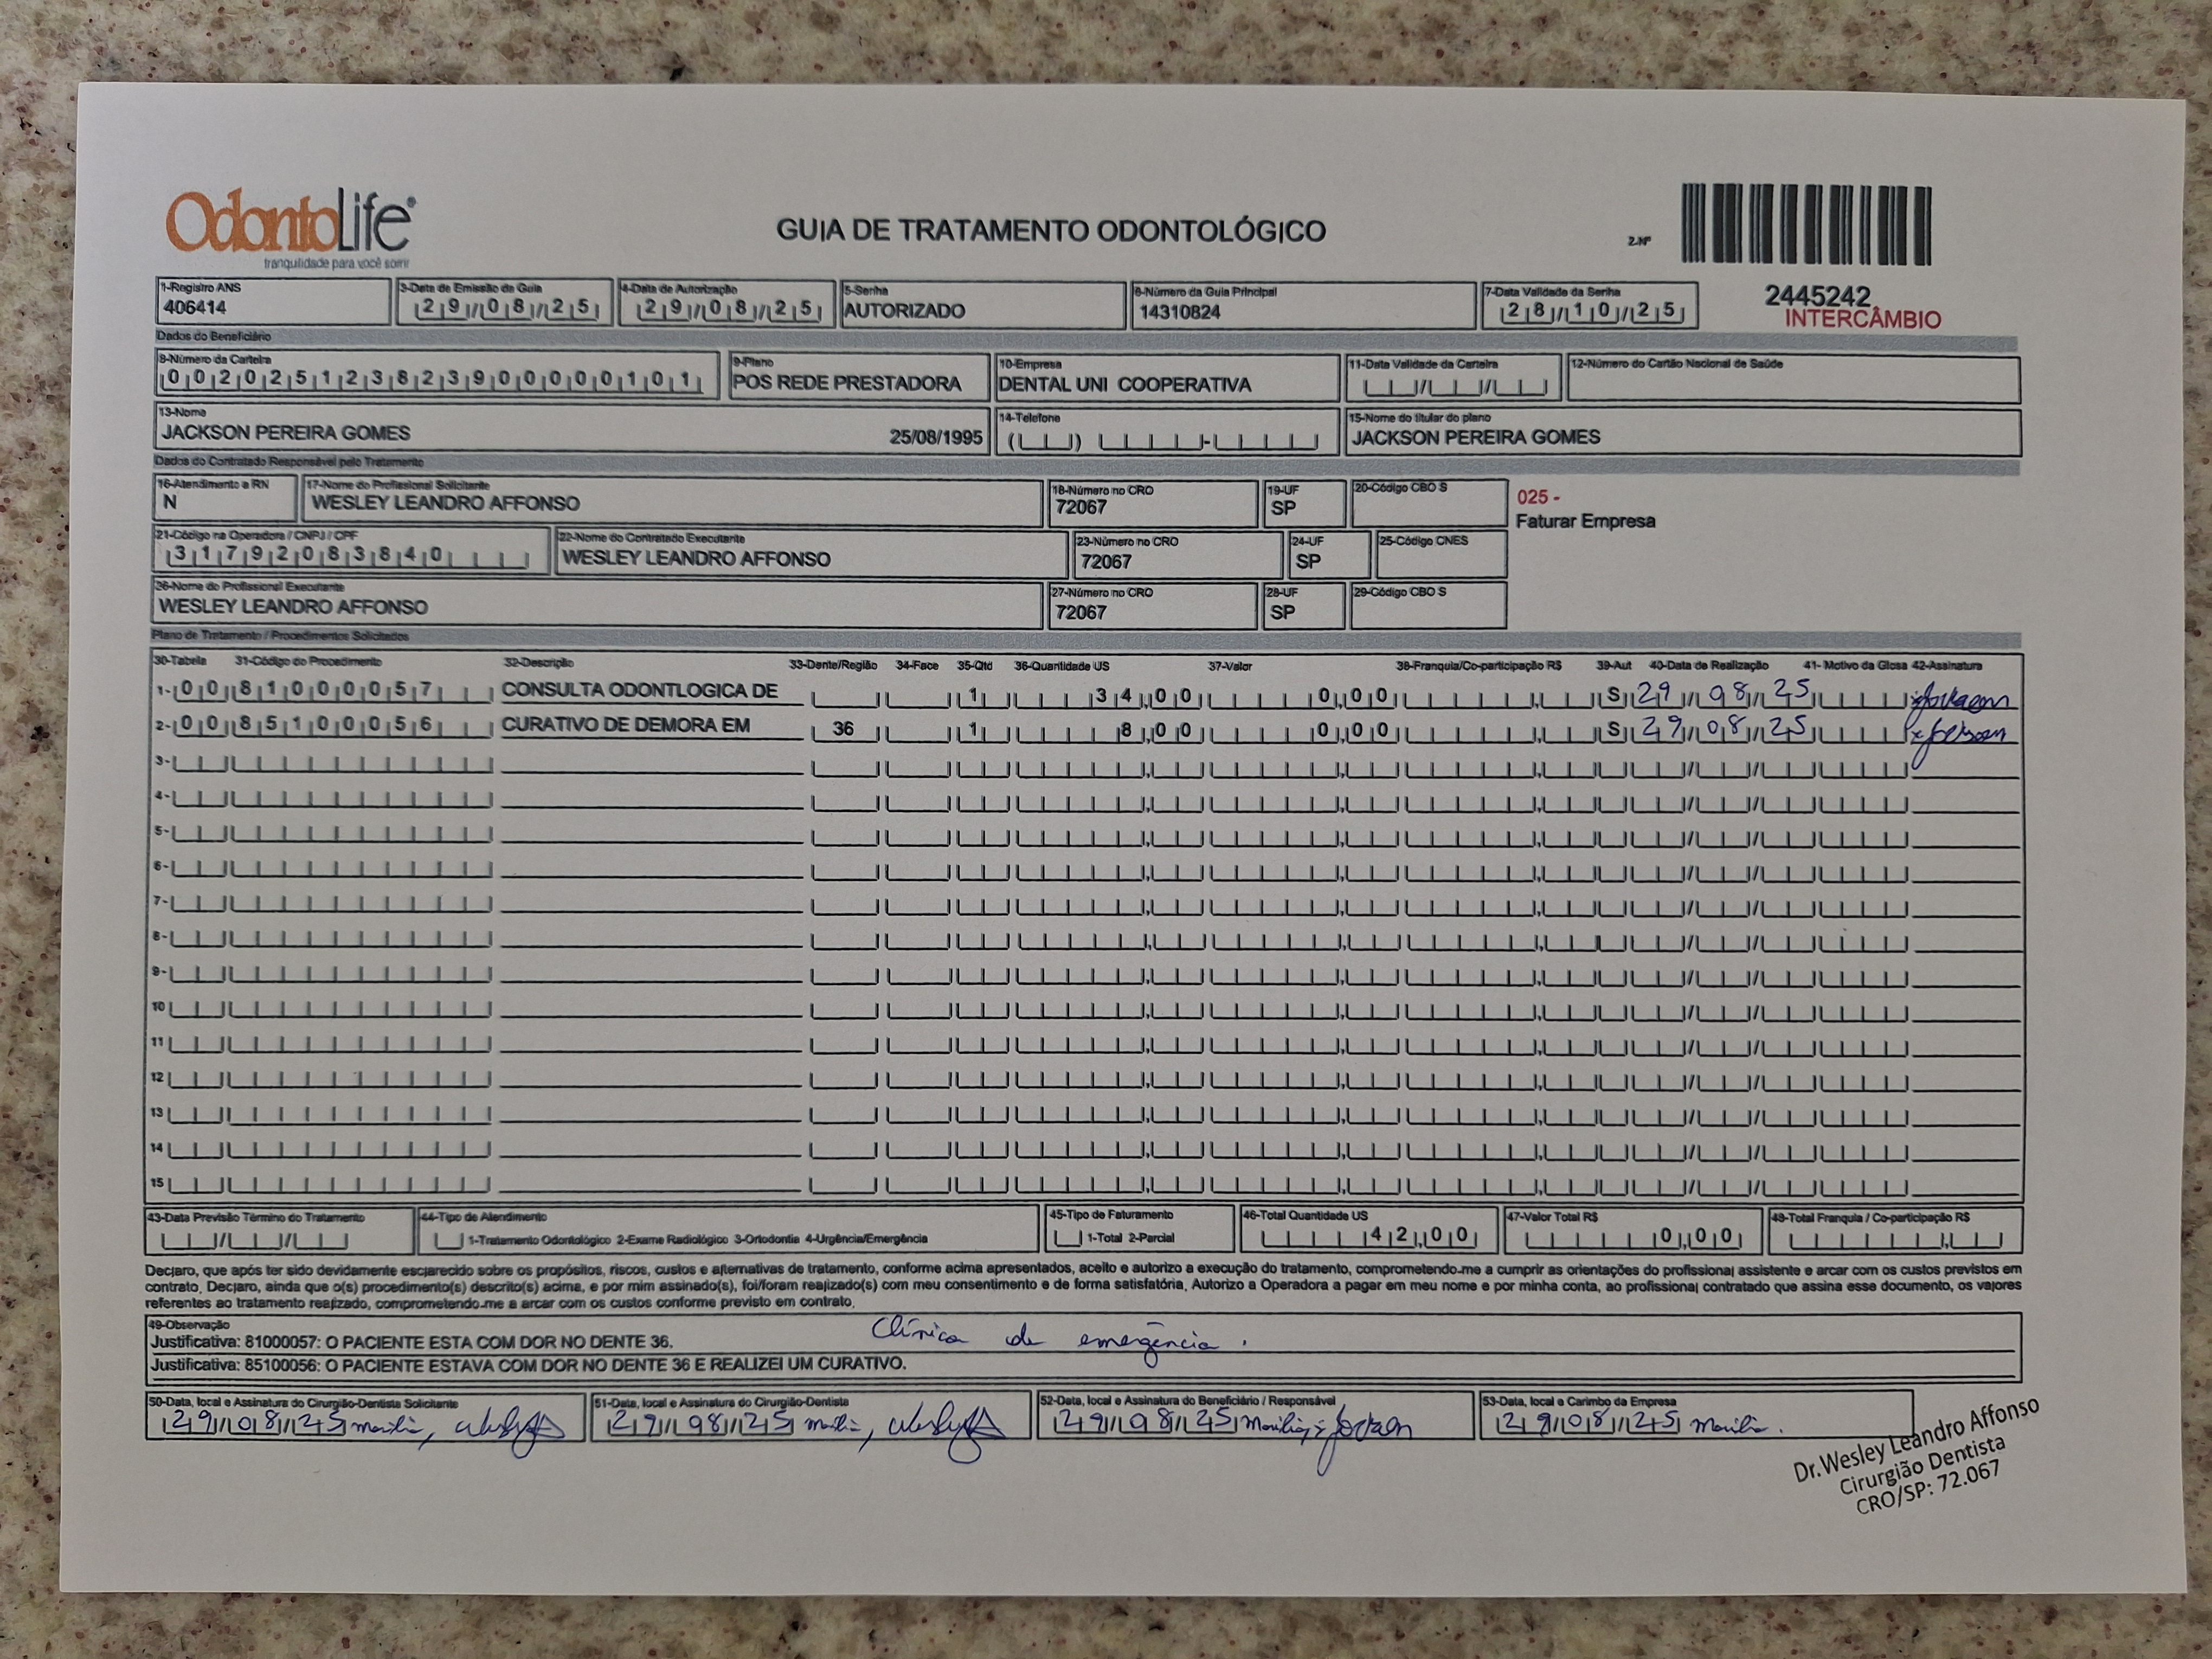 OdontoLife®
tranquilidade para você sorrir
GUIA DE TRATAMENTO ODONTOLÓGICO
2.Nº
2445242
INTERCÂMBIO
1-Registro ANS
406414
3-Data de Emissão da Guia
29/08/25
4-Data de Autorização
29/08/25
5-Senha
AUTORIZADO
6-Número da Guia Principal
14310824
7-Data Validade da Senha
28/10/25
Dados do Beneficiário
8-Número da Carteira
00202512382390000101
9-Plano
POS REDE PRESTADORA
10-Empresa
DENTAL UNI COOPERATIVA
11-Data Validade da Carteira
12-Número do Cartão Nacional de Saúde
13-Nome
JACKSON PEREIRA GOMES 25/08/1995
14-Telefone
15-Nome do titular do plano
JACKSON PEREIRA GOMES
Dados do Contratado Responsável pelo Tratamento
16-Atendimento a RN
N
17-Nome do Profissional Solicitante
WESLEY LEANDRO AFFONSO
18-Número no CRO
72067
19-UF
SP
20-Código CBO S
025 -
Faturar Empresa
21-Código na Operadora / CNPJ / CPF
31792083840
22-Nome do Contratado Executante
WESLEY LEANDRO AFFONSO
23-Número no CRO
72067
24-UF
SP
25-Código CNES
26-Nome do Profissional Executante
WESLEY LEANDRO AFFONSO
27-Número no CRO
72067
28-UF
SP
29-Código CBO S
Plano de Tratamento / Procedimentos Solicitados
30-Tabela 31-Código do Procedimento 32-Descrição 33-Dente/Região 34-Face 35-Qtd 36-Quantidade US 37-Valor 38-Franquia/Co-participação R$ 39-Aut 40-Data de Realização 41- Motivo da Glosa 42-Assinatura
1- 00 81000057 CONSULTA ODONTLOGICA DE 1 34,00 0,00 S 29/08/25
2- 00 85100056 CURATIVO DE DEMORA EM 36 1 8,00 0,00 S 29/08/25
3-
4-
5-
6-
7-
8-
9-
10
11
12
13
14
15
43-Data Previsão Término do Tratamento
44-Tipo de Atendimento
1-Tratamento Odontológico 2-Exame Radiológico 3-Ortodontia 4-Urgência/Emergência
45-Tipo de Faturamento
1-Total 2-Parcial
46-Total Quantidade US
42,00
47-Valor Total R$
0,00
48-Total Franquia / Co-participação R$
Declaro, que após ter sido devidamente esclarecido sobre os propósitos, riscos, custos e alternativas de tratamento, conforme acima apresentados, aceito e autorizo a execução do tratamento, comprometendo-me a cumprir as orientações do profissional assistente e arcar com os custos previstos em
contrato. Declaro, ainda que o(s) procedimento(s) descrito(s) acima, e por mim assinado(s), foi/foram realizado(s) com meu consentimento e de forma satisfatória. Autorizo a Operadora a pagar em meu nome e por minha conta, ao profissional contratado que assina esse documento, os valores
referentes ao tratamento realizado, comprometendo-me a arcar com os custos conforme previsto em contrato.
49-Observação
Clínica de emergência.
Justificativa: 81000057: O PACIENTE ESTA COM DOR NO DENTE 36.
Justificativa: 85100056: O PACIENTE ESTAVA COM DOR NO DENTE 36 E REALIZEI UM CURATIVO.
50-Data, local e Assinatura do Cirurgião-Dentista Solicitante
29/08/25 Marília,
51-Data, local e Assinatura do Cirurgião-Dentista
29/08/25 Marília,
52-Data, local e Assinatura do Beneficiário / Responsável
29/08/25 Marília,
53-Data, local e Carimbo da Empresa
29/08/25 Marília.
Dr. Wesley Leandro Affonso
Cirurgião Dentista
CRO/SP: 72.067